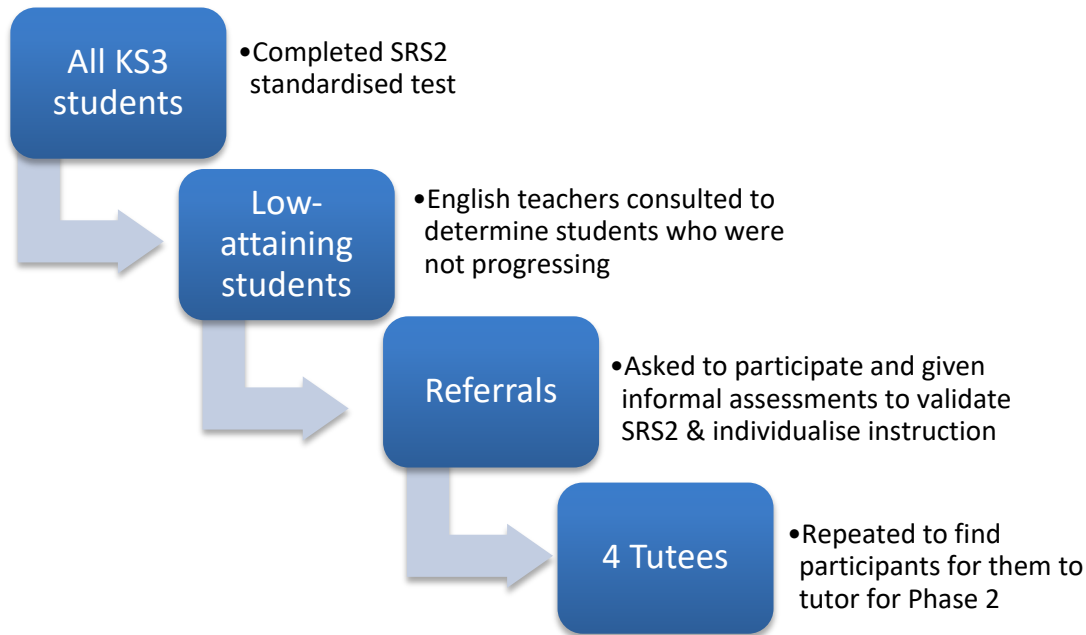 All KS3
students
•Completed SRS2
standardised test
Low-
attaining
students
•English teachers consulted to
determine students who were
not progressing
Referrals
•Asked to participate and given
informal assessments to validate
SRS2 & individualise instruction
4 Tutees
•Repeated to find
participants for them to
tutor for Phase 2